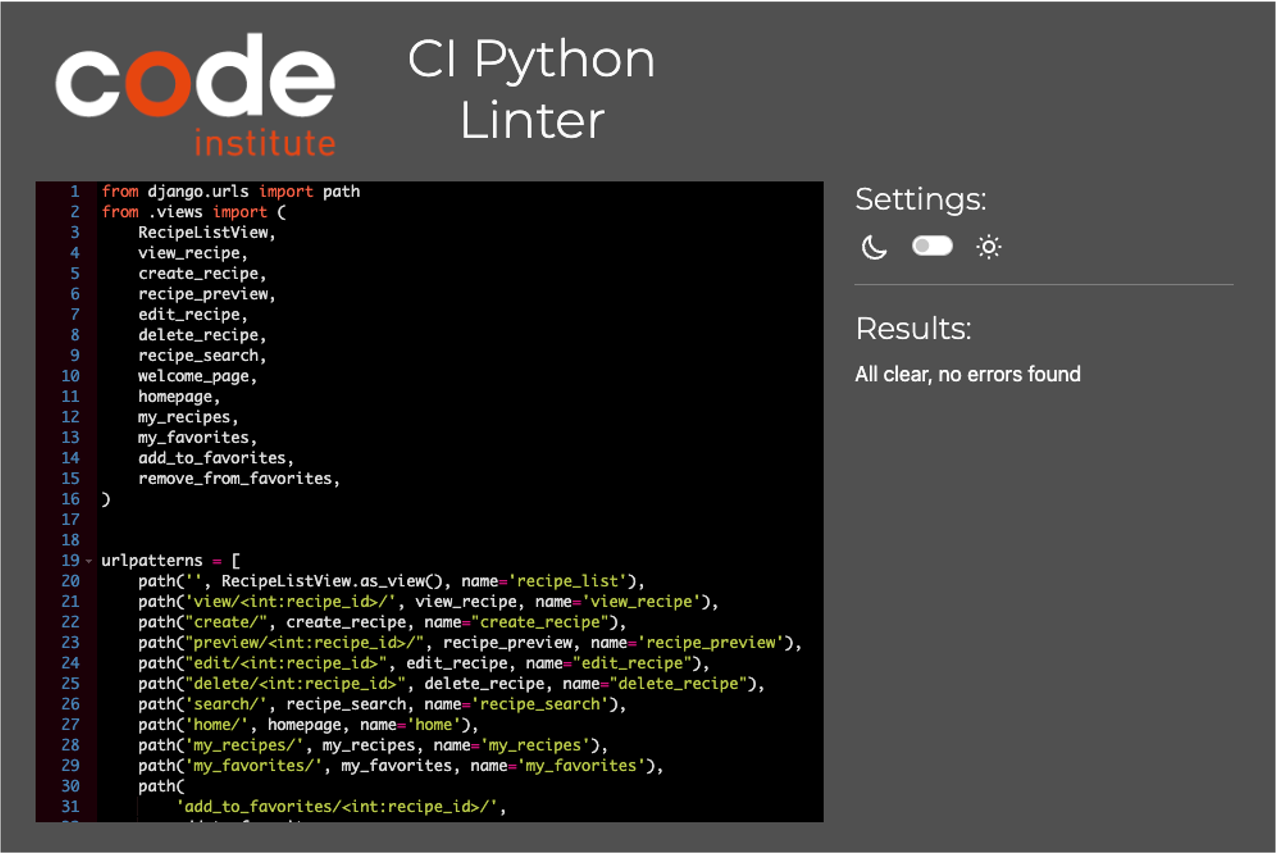 code
institute
CI Python
Linter
1 from django.urls import path
2 from .views import (
3     RecipeListView,
4     view_recipe,
5     create_recipe,
6     recipe_preview,
7     edit_recipe,
8     delete_recipe,
9     recipe_search,
10     welcome_page,
11     homepage,
12     my_recipes,
13     my_favorites,
14     add_to_favorites,
15     remove_from_favorites,
16 )
17
18
19 urlpatterns = [
20     path('', RecipeListView.as_view(), name='recipe_list'),
21     path('view/<int:recipe_id>/', view_recipe, name='view_recipe'),
22     path("create/", create_recipe, name="create_recipe"),
23     path("preview/<int:recipe_id>/", recipe_preview, name='recipe_preview'),
24     path("edit/<int:recipe_id>", edit_recipe, name="edit_recipe"),
25     path("delete/<int:recipe_id>", delete_recipe, name="delete_recipe"),
26     path('search/', recipe_search, name='recipe_search'),
27     path('home/', homepage, name='home'),
28     path('my_recipes/', my_recipes, name='my_recipes'),
29     path('my_favorites/', my_favorites, name='my_favorites'),
30     path(
31         'add_to_favorites/<int:recipe_id>/',
Settings:
Results:
All clear, no errors found